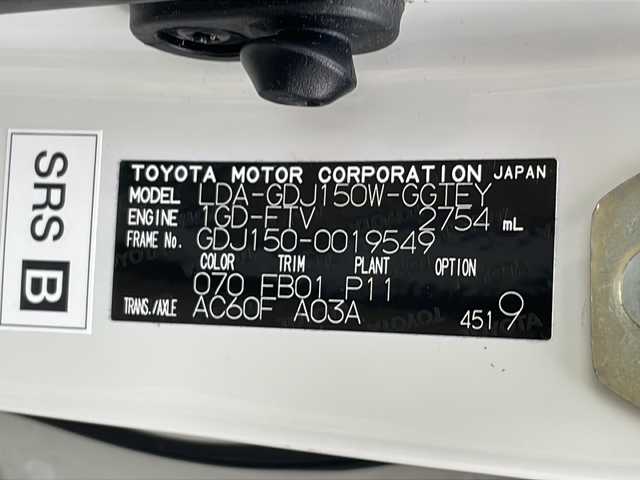 SRS B
TOYOTA MOTOR CORPORATION JAPAN
MODEL LDA-GDJ150W-GGTEY
ENGINE 1GD-FTV 2754 mL
FRAME No. GDJ150-0019549
COLOR TRIM PLANT OPTION
070 EB01 P11
TRANS./AXLE AC60F A03A
4519